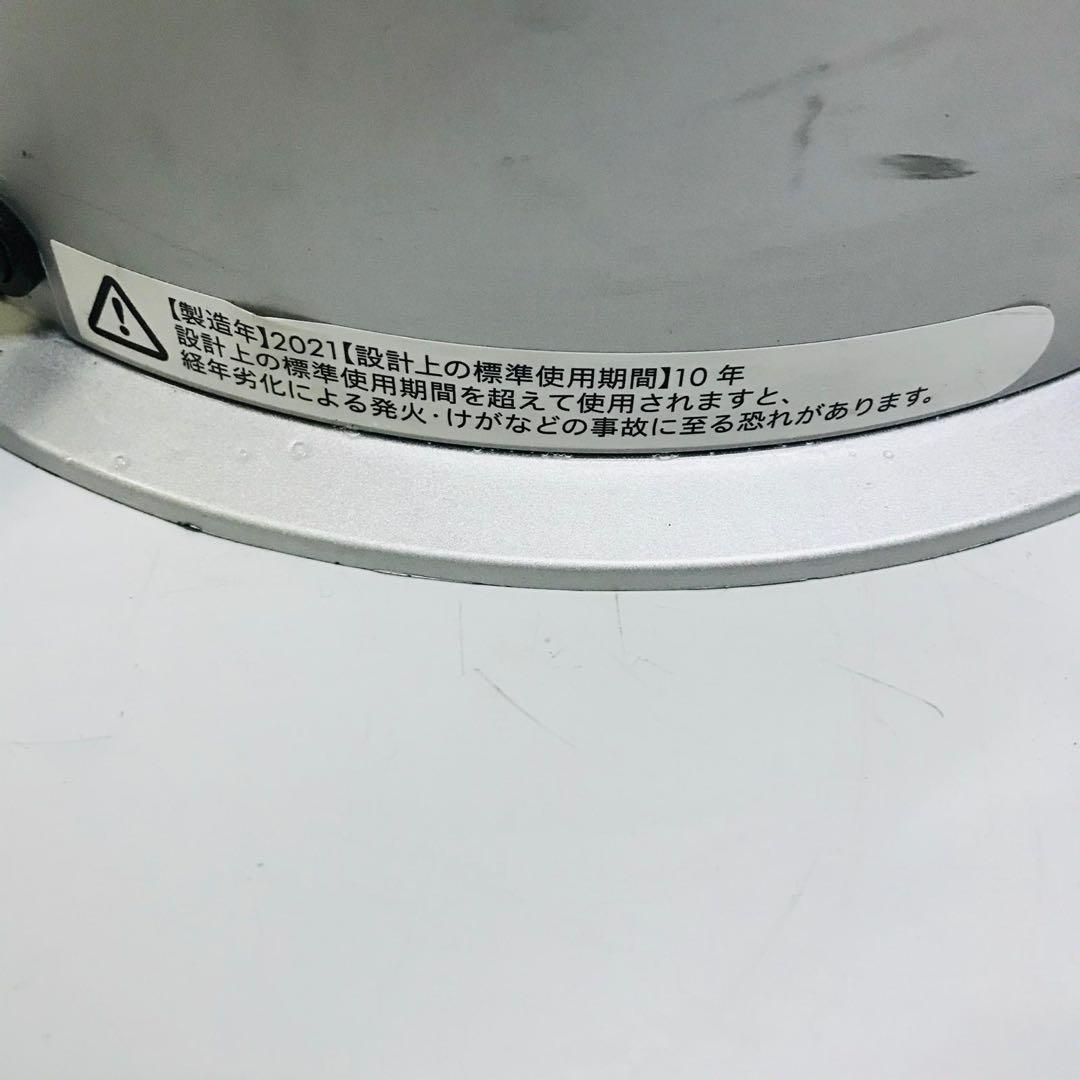 【製造年】2021【設計上の標準使用期間】10 年
設計上の標準使用期間を超えて使用されますと、
経年劣化による発火・けがなどの事故に至る恐れがあります。